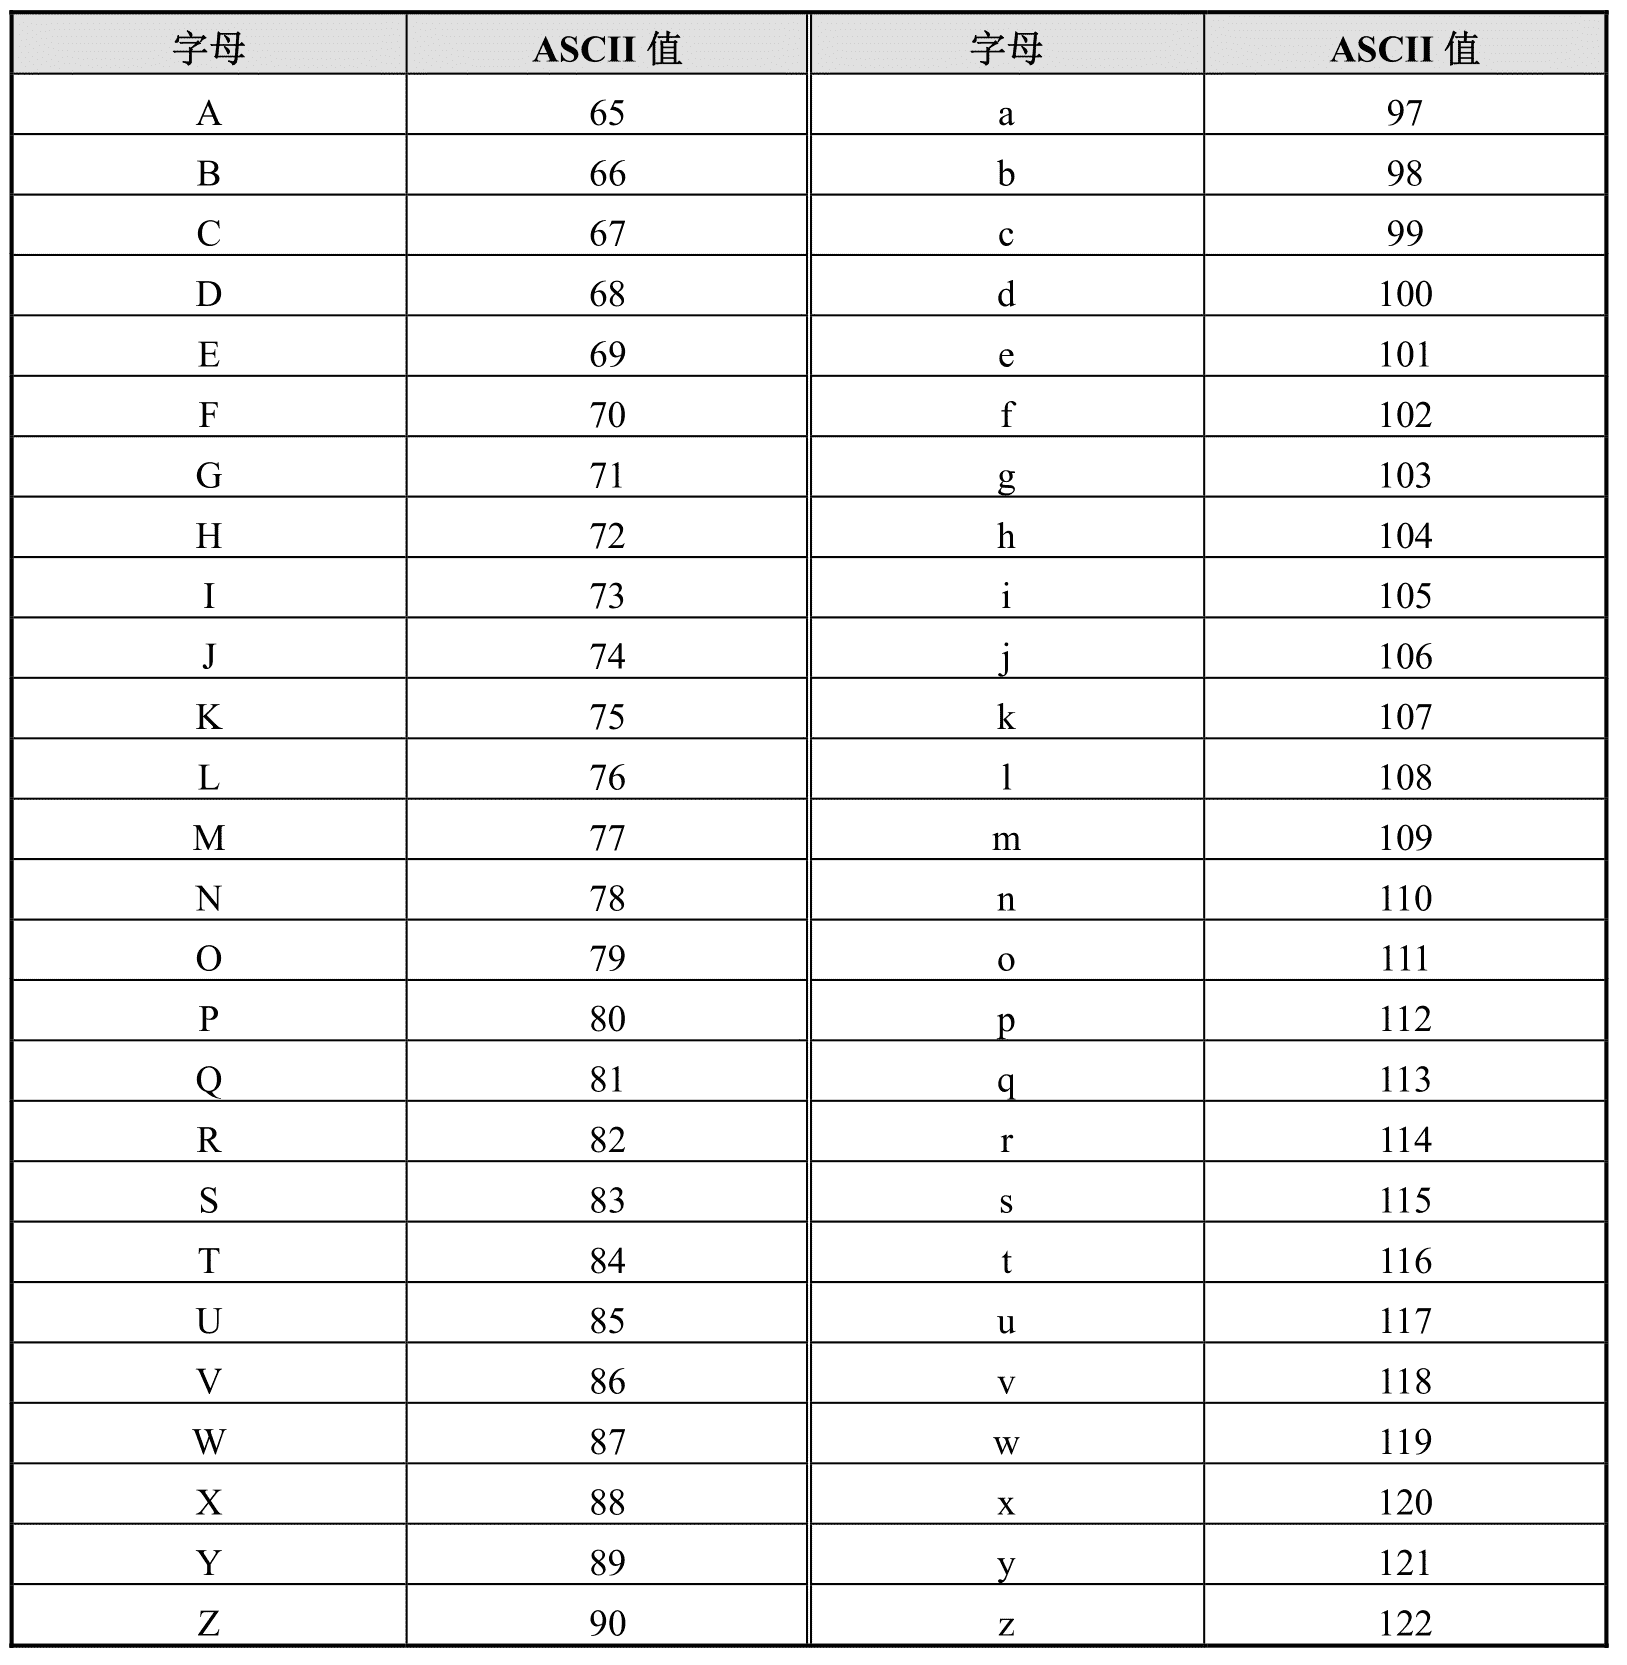 字母 ASCII 值 字母 ASCII 值
A 65 a 97
B 66 b 98
C 67 c 99
D 68 d 100
E 69 e 101
F 70 f 102
G 71 g 103
H 72 h 104
I 73 i 105
J 74 j 106
K 75 k 107
L 76 l 108
M 77 m 109
N 78 n 110
O 79 o 111
P 80 p 112
Q 81 q 113
R 82 r 114
S 83 s 115
T 84 t 116
U 85 u 117
V 86 v 118
W 87 w 119
X 88 x 120
Y 89 y 121
Z 90 z 122